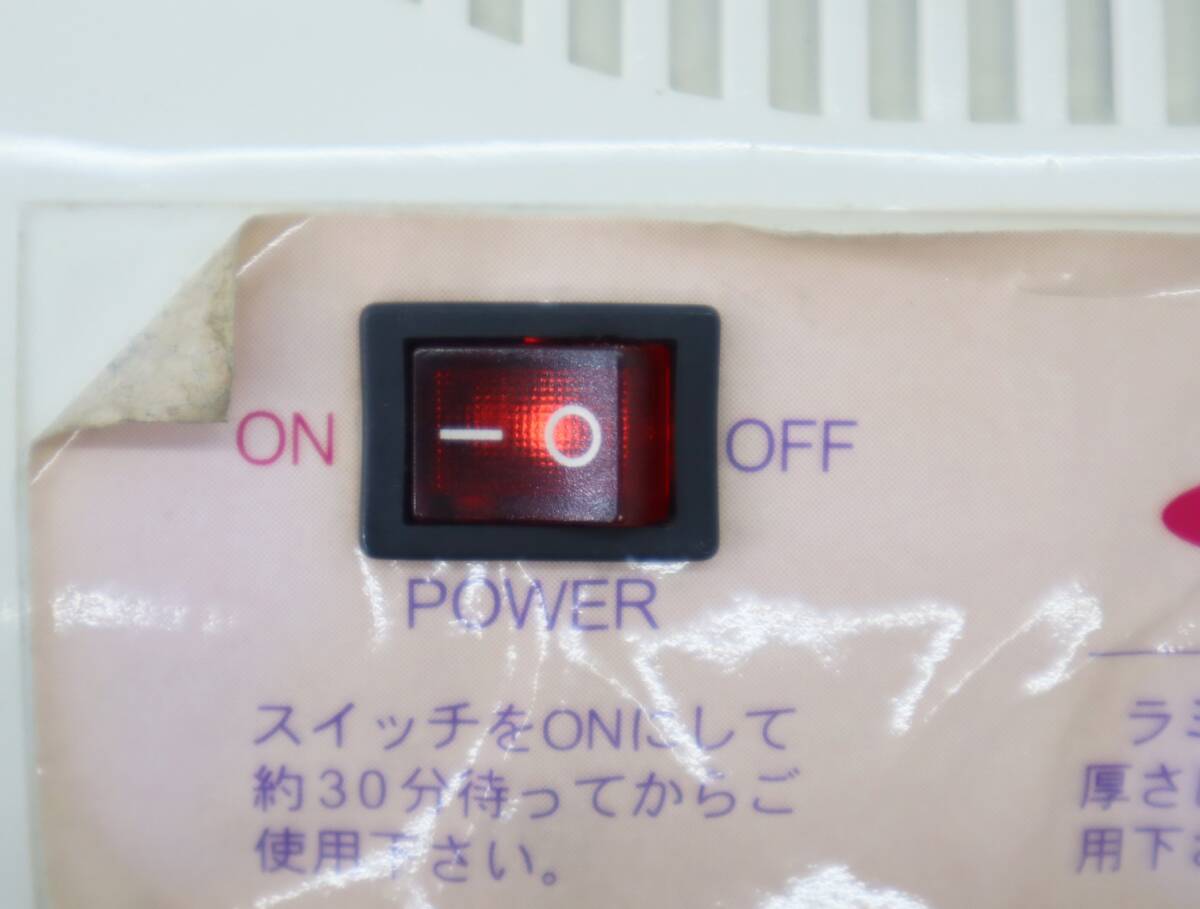 ON
OFF
POWER
スイッチをONにして
約30分待ってからご
使用下さい。
ラミ
厚さ
用下さ